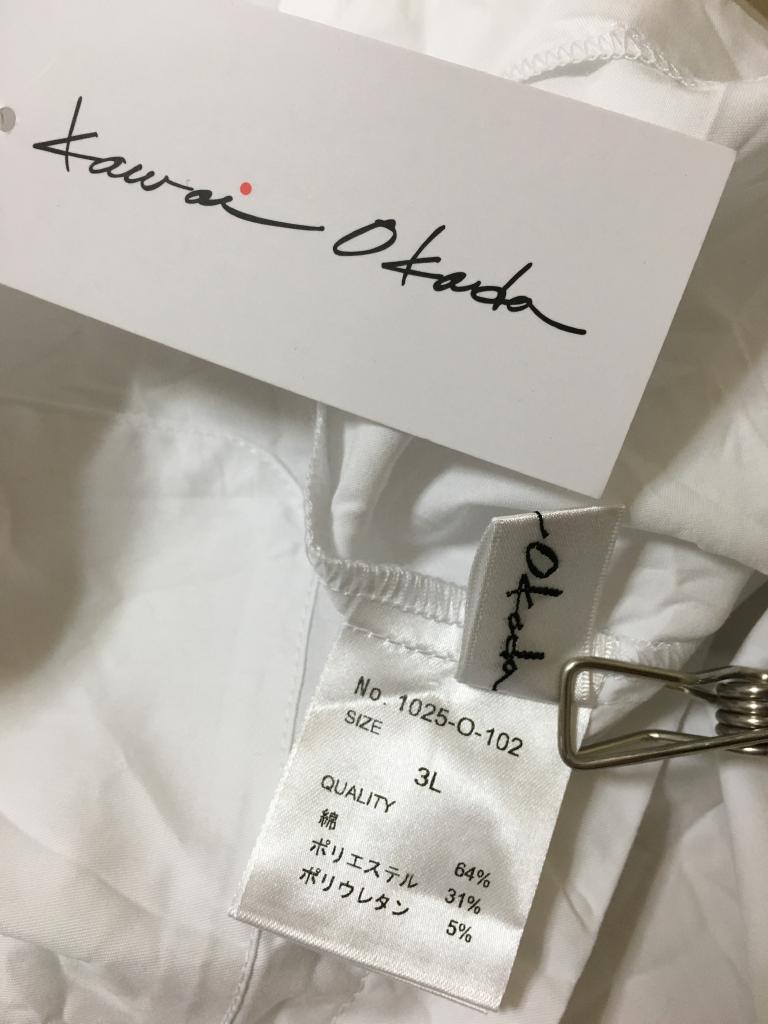 Kawai Okada
Okada
No. 1025-O-102
SIZE
3L
QUALITY
綿 64%
ポリエステル 31%
ポリウレタン 5%